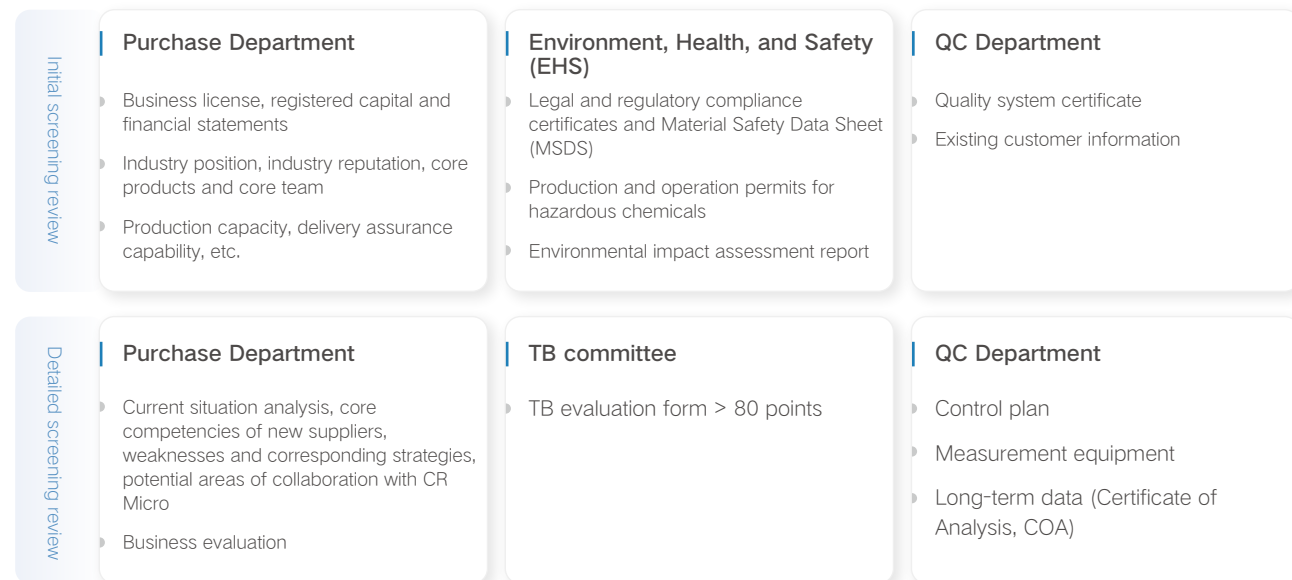 Initial screening review
Purchase Department
Business license, registered capital and
financial statements
Industry position, industry reputation, core
products and core team
Production capacity, delivery assurance
capability, etc.
Environment, Health, and Safety
(EHS)
Legal and regulatory compliance
certificates and Material Safety Data Sheet
(MSDS)
Production and operation permits for
hazardous chemicals
Environmental impact assessment report
QC Department
Quality system certificate
Existing customer information
Detailed screening review
Purchase Department
Current situation analysis, core
competencies of new suppliers,
weaknesses and corresponding strategies,
potential areas of collaboration with CR
Micro
Business evaluation
TB committee
TB evaluation form > 80 points
QC Department
Control plan
Measurement equipment
Long-term data (Certificate of
Analysis, COA)